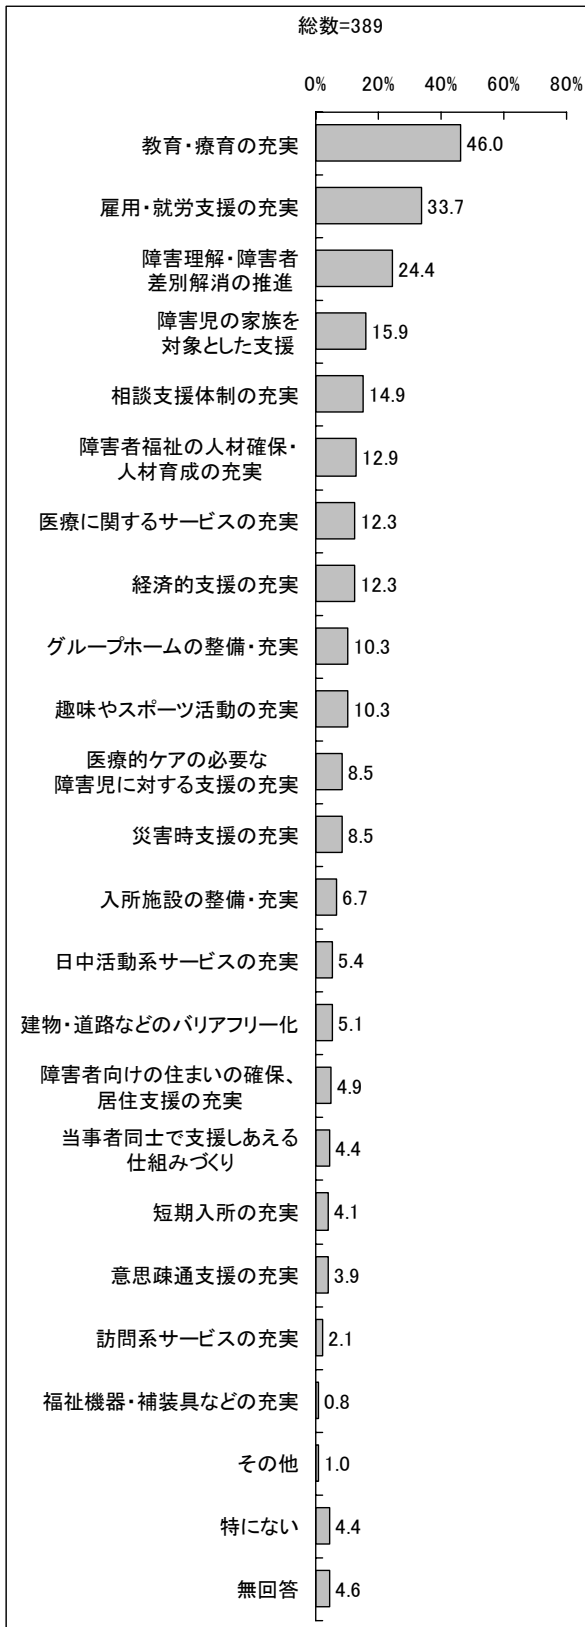 総数=389
0% 20% 40% 60% 80%
教育・療育の充実 46.0
雇用・就労支援の充実 33.7
障害理解・障害者
差別解消の推進 24.4
障害児の家族を
対象とした支援 15.9
相談支援体制の充実 14.9
障害者福祉の人材確保・
人材育成の充実 12.9
医療に関するサービスの充実 12.3
経済的支援の充実 12.3
グループホームの整備・充実 10.3
趣味やスポーツ活動の充実 10.3
医療的ケアの必要な
障害児に対する支援の充実 8.5
災害時支援の充実 8.5
入所施設の整備・充実 6.7
日中活動系サービスの充実 5.4
建物・道路などのバリアフリー化 5.1
障害者向けの住まいの確保、
居住支援の充実 4.9
当事者同士で支援しあえる
仕組みづくり 4.4
短期入所の充実 4.1
意思疎通支援の充実 3.9
訪問系サービスの充実 2.1
福祉機器・補装具などの充実 0.8
その他 1.0
特にない 4.4
無回答 4.6